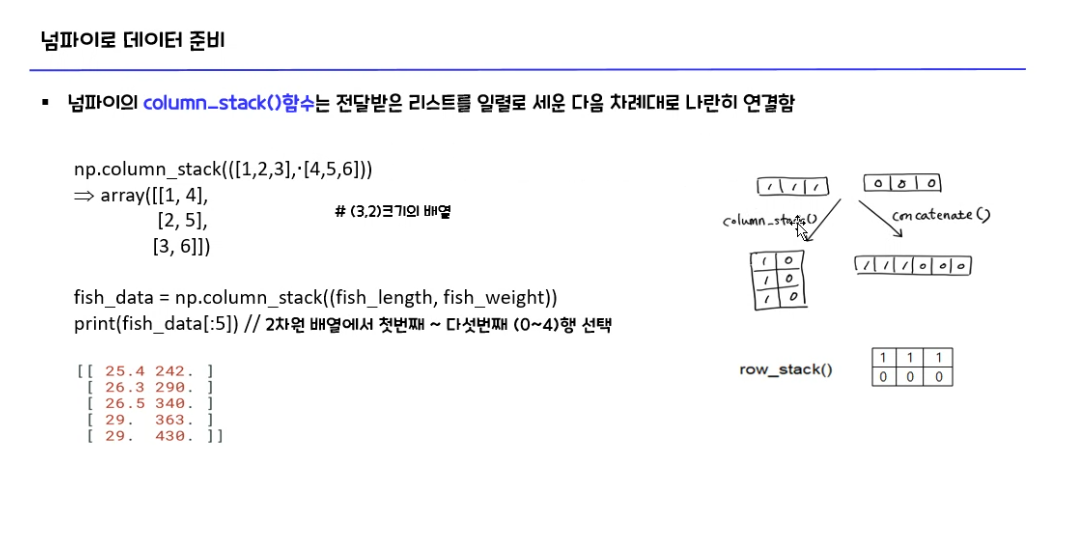 넘파이로 데이터 준비
▪ 넘파이의 column_stack()함수는 전달받은 리스트를 일렬로 세운 다음 차례대로 나란히 연결함
np.column_stack(([1,2,3],·[4,5,6]))
⇒ array([[1, 4],
[2, 5],
[3, 6]])
# (3,2)크기의 배열
fish_data = np.column_stack((fish_length, fish_weight))
print(fish_data[:5]) // 2차원 배열에서 첫번째 ~ 다섯번째 (0~4)행 선택
[[ 25.4 242. ]
[ 26.3 290. ]
[ 26.5 340. ]
[ 29. 363. ]
[ 29. 430. ]]
1 1 1
0 0 0
column_stack()
concatenate()
1 0
1 0
1 0
1 1 1 0 0 0
row_stack()
1 1 1
0 0 0